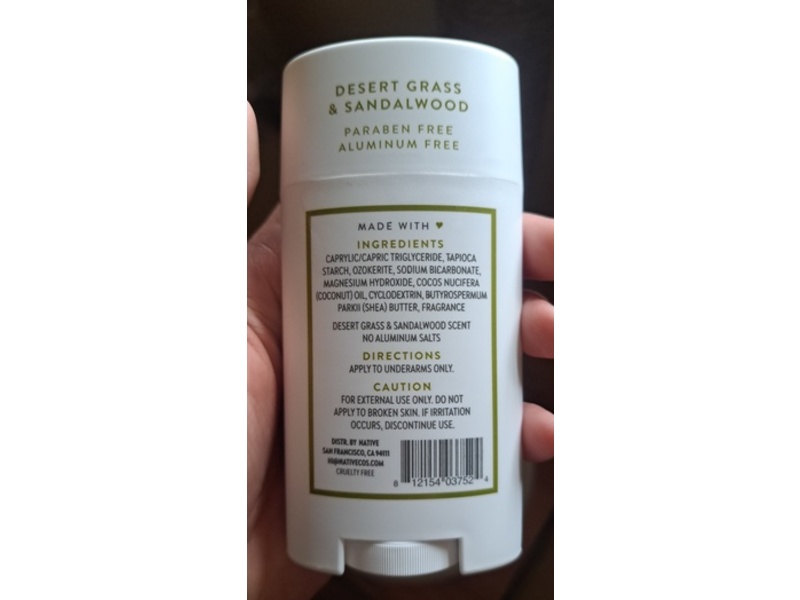 DESERT GRASS
& SANDALWOOD
PARABEN FREE
ALUMINUM FREE
MADE WITH ♥
INGREDIENTS
CAPRYLIC/CAPRIC TRIGLYCERIDE, TAPIOCA
STARCH, OZOKERITE, SODIUM BICARBONATE,
MAGNESIUM HYDROXIDE, COCOS NUCIFERA
(COCONUT) OIL, CYCLODEXTRIN, BUTYROSPERMUM
PARKII (SHEA) BUTTER, FRAGRANCE
DESERT GRASS & SANDALWOOD SCENT
NO ALUMINUM SALTS
DIRECTIONS
APPLY TO UNDERARMS ONLY.
CAUTION
FOR EXTERNAL USE ONLY. DO NOT
APPLY TO BROKEN SKIN. IF IRRITATION
OCCURS, DISCONTINUE USE.
DISTR. BY NATIVE
SAN FRANCISCO, CA 94111
HI@NATIVECOS.COM
CRUELTY FREE
8 12154 03752 4